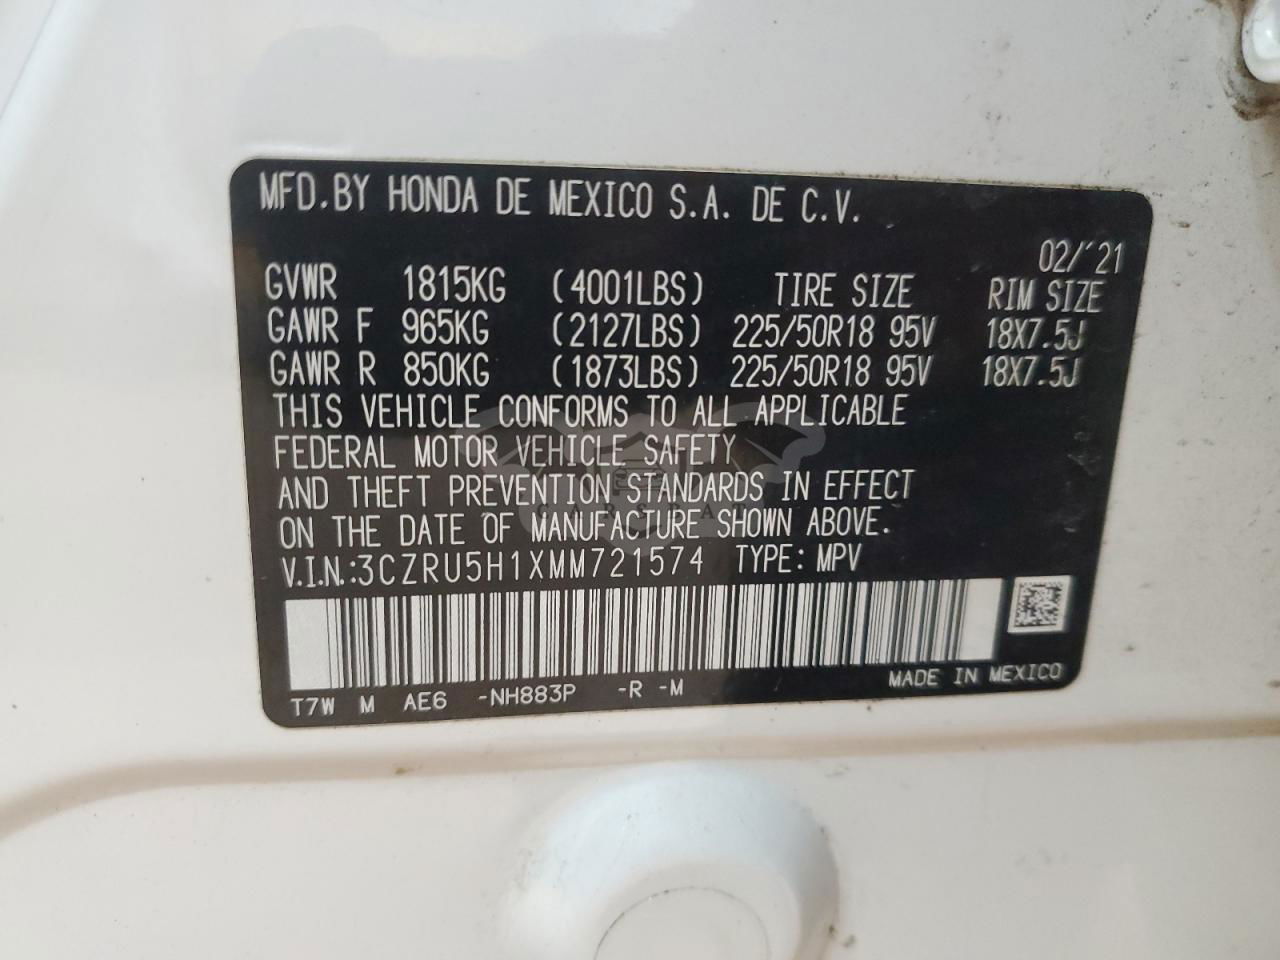 MFD.BY HONDA DE MEXICO S.A. DE C.V.
02/'21
GVWR 1815KG (4001LBS) TIRE SIZE RIM SIZE
GAWR F 965KG (2127LBS) 225/50R18 95V 18X7.5J
GAWR R 850KG (1873LBS) 225/50R18 95V 18X7.5J
THIS VEHICLE CONFORMS TO ALL APPLICABLE
FEDERAL MOTOR VEHICLE SAFETY
AND THEFT PREVENTION STANDARDS IN EFFECT
ON THE DATE OF MANUFACTURE SHOWN ABOVE.
V.I.N.:3CZRU5H1XMM721574 TYPE: MPV
MADE IN MEXICO
T7W M AE6 -NH883P -R -M